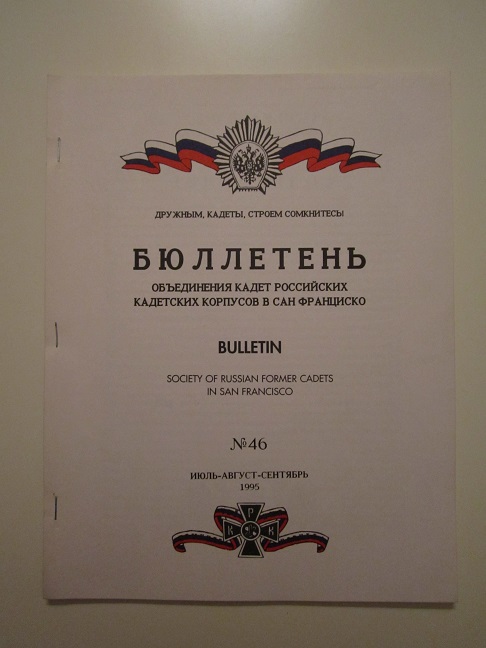 ДРУЖНЫМ, КАДЕТЫ, СТРОЕМ СОМКНИТЕСЬ!
БЮЛЛЕТЕНЬ
ОБЪЕДИНЕНИЯ КАДЕТ РОССИЙСКИХ
КАДЕТСКИХ КОРПУСОВ В САН ФРАНЦИСКО
BULLETIN
SOCIETY OF RUSSIAN FORMER CADETS
IN SAN FRANCISCO
№46
ИЮЛЬ-АВГУСТ-СЕНТЯБРЬ
1995
Р
К К